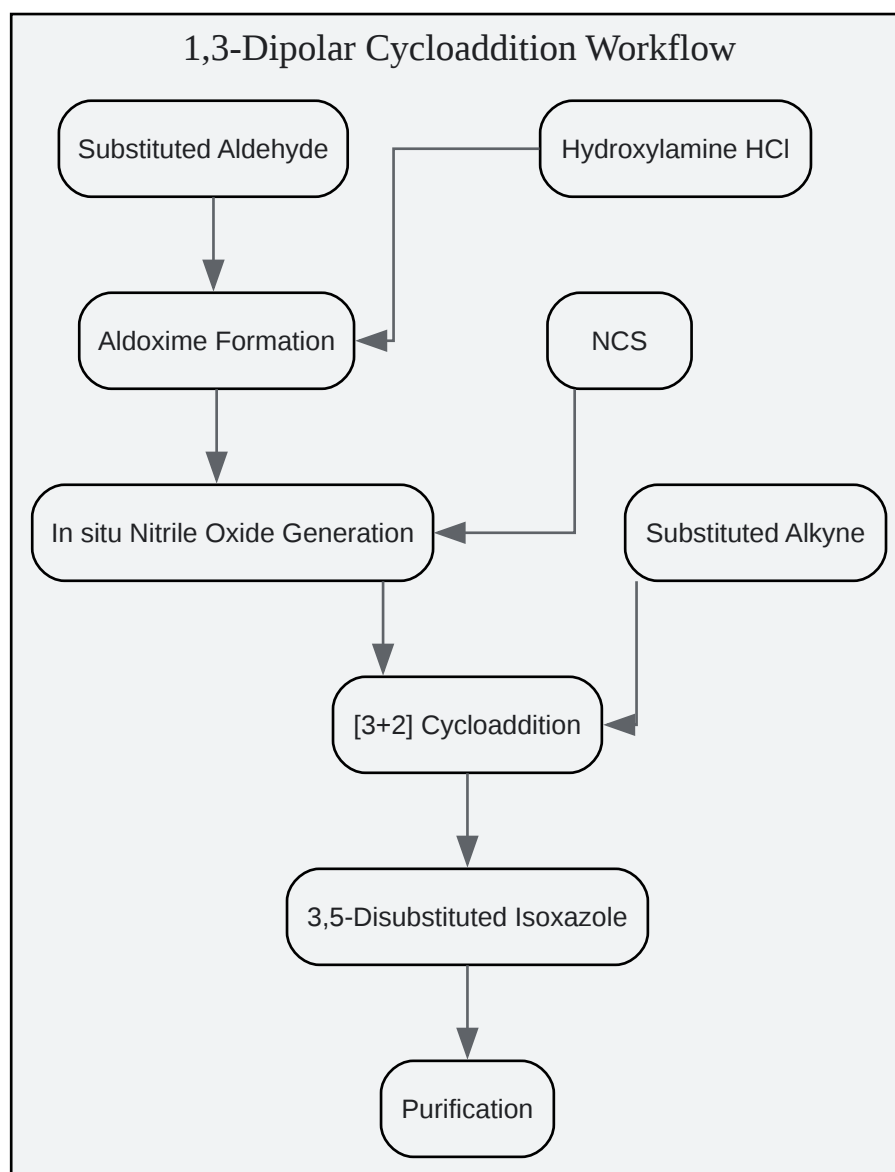 1,3-Dipolar Cycloaddition Workflow
Substituted Aldehyde
Hydroxylamine HCl
Aldoxime Formation
NCS
In situ Nitrile Oxide Generation
Substituted Alkyne
[3+2] Cycloaddition
3,5-Disubstituted Isoxazole
Purification